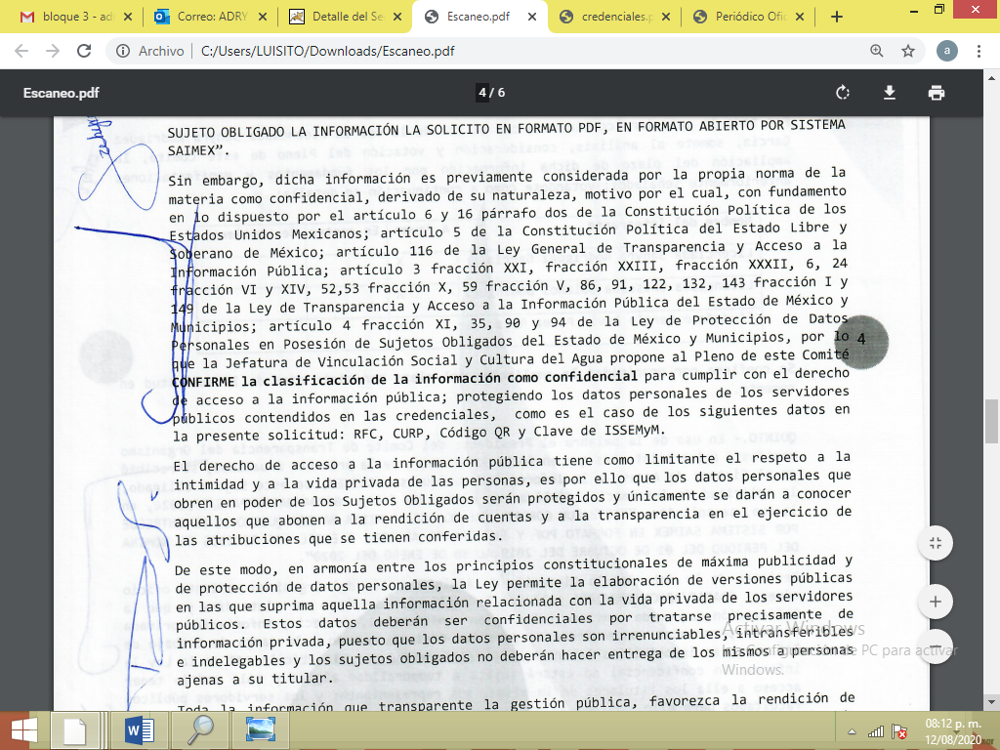 bloque 3 - ad
Correo: ADRY
Detalle del Se
Escaneo.pdf
credenciales.p
Periódico Ofic
Archivo
C:/Users/LUISITO/Downloads/Escaneo.pdf
a
Escaneo.pdf
4 / 6
SUJETO OBLIGADO LA INFORMACIÓN LA SOLICITO EN FORMATO PDF, EN FORMATO ABIERTO POR SISTEMA
SAIMEX”.
Sin embargo, dicha información es previamente considerada por la propia norma de la
materia como confidencial, derivado de su naturaleza, motivo por el cual, con fundamento
en lo dispuesto por el artículo 6 y 16 párrafo dos de la Constitución Política de los
Estados Unidos Mexicanos; artículo 5 de la Constitución Política del Estado Libre y
Soberano de México; artículo 116 de la Ley General de Transparencia y Acceso a la
Información Pública; artículo 3 fracción XXI, fracción XXIII, fracción XXXII, 6, 24
fracción VI y XIV, 52,53 fracción X, 59 fracción V, 86, 91, 122, 132, 143 fracción I y
149 de la Ley de Transparencia y Acceso a la Información Pública del Estado de México y
Municipios; artículo 4 fracción XI, 35, 90 y 94 de la Ley de Protección de Datos
Personales en Posesión de Sujetos Obligados del Estado de México y Municipios, por lo
4
que la Jefatura de Vinculación Social y Cultura del Agua propone al Pleno de este Comité
CONFIRME la clasificación de la información como confidencial para cumplir con el derecho
de acceso a la información pública; protegiendo los datos personales de los servidores
públicos contendidos en las credenciales, como es el caso de los siguientes datos en
la presente solicitud: RFC, CURP, Código QR y Clave de ISSEMyM.
El derecho de acceso a la información pública tiene como limitante el respeto a la
intimidad y a la vida privada de las personas, es por ello que los datos personales que
obren en poder de los Sujetos Obligados serán protegidos y únicamente se darán a conocer
aquellos que abonen a la rendición de cuentas y a la transparencia en el ejercicio de
las atribuciones que se tienen conferidas.
De este modo, en armonía entre los principios constitucionales de máxima publicidad y
de protección de datos personales, la Ley permite la elaboración de versiones públicas
en las que suprima aquella información relacionada con la vida privada de los servidores
públicos. Estos datos deberán ser confidenciales por tratarse precisamente de
información privada, puesto que los datos personales son irrenunciables, intransferibles
e indelegables y los sujetos obligados no deberán hacer entrega de los mismos a personas
ajenas a su titular.
Toda la información que transparente la gestión pública, favorezca la rendición de
Activar Windows
Ir a Configuración de PC para activar
Windows.
08:12 p. m.
12/08/2020